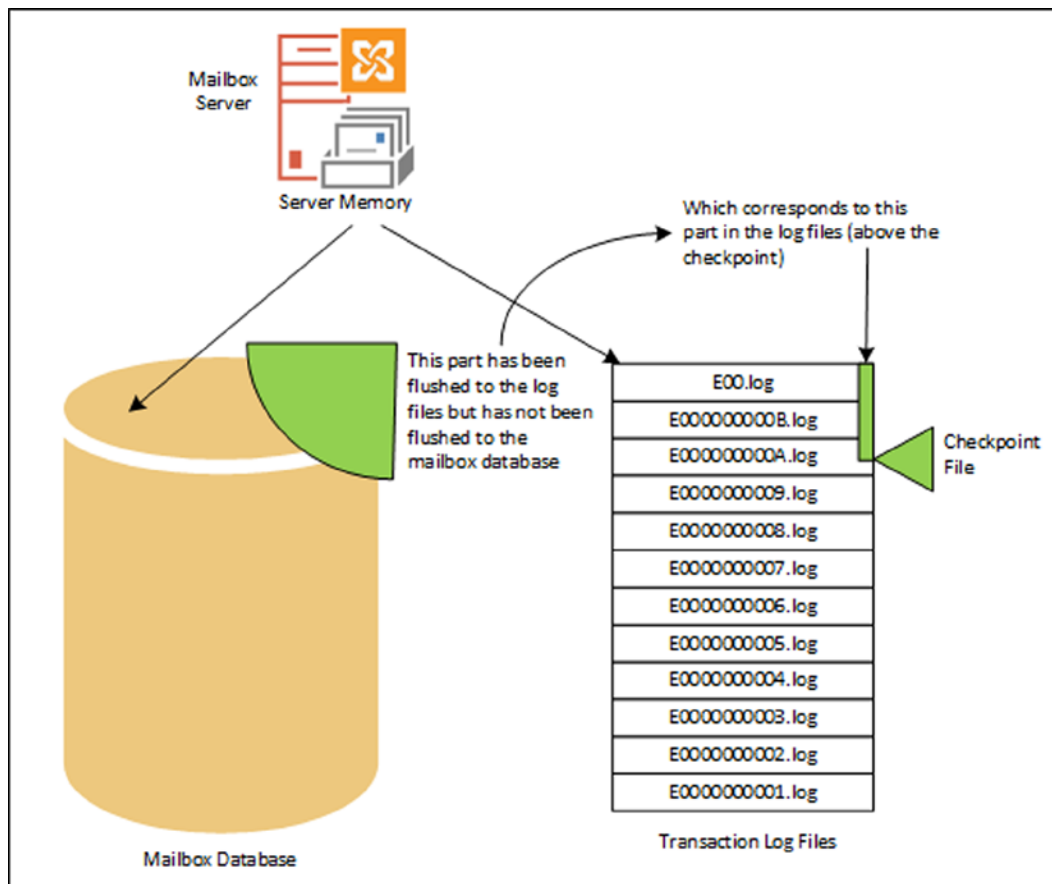 Mailbox
Server
Server Memory
Which corresponds to this
part in the log files (above the
checkpoint)
This part has been
flushed to the log
files but has not been
flushed to the
mailbox database
E00.log
E000000000B.log
E000000000A.log
E0000000009.log
E0000000008.log
E0000000007.log
E0000000006.log
E0000000005.log
E0000000004.log
E0000000003.log
E0000000002.log
E0000000001.log
Checkpoint
File
Transaction Log Files
Mailbox Database